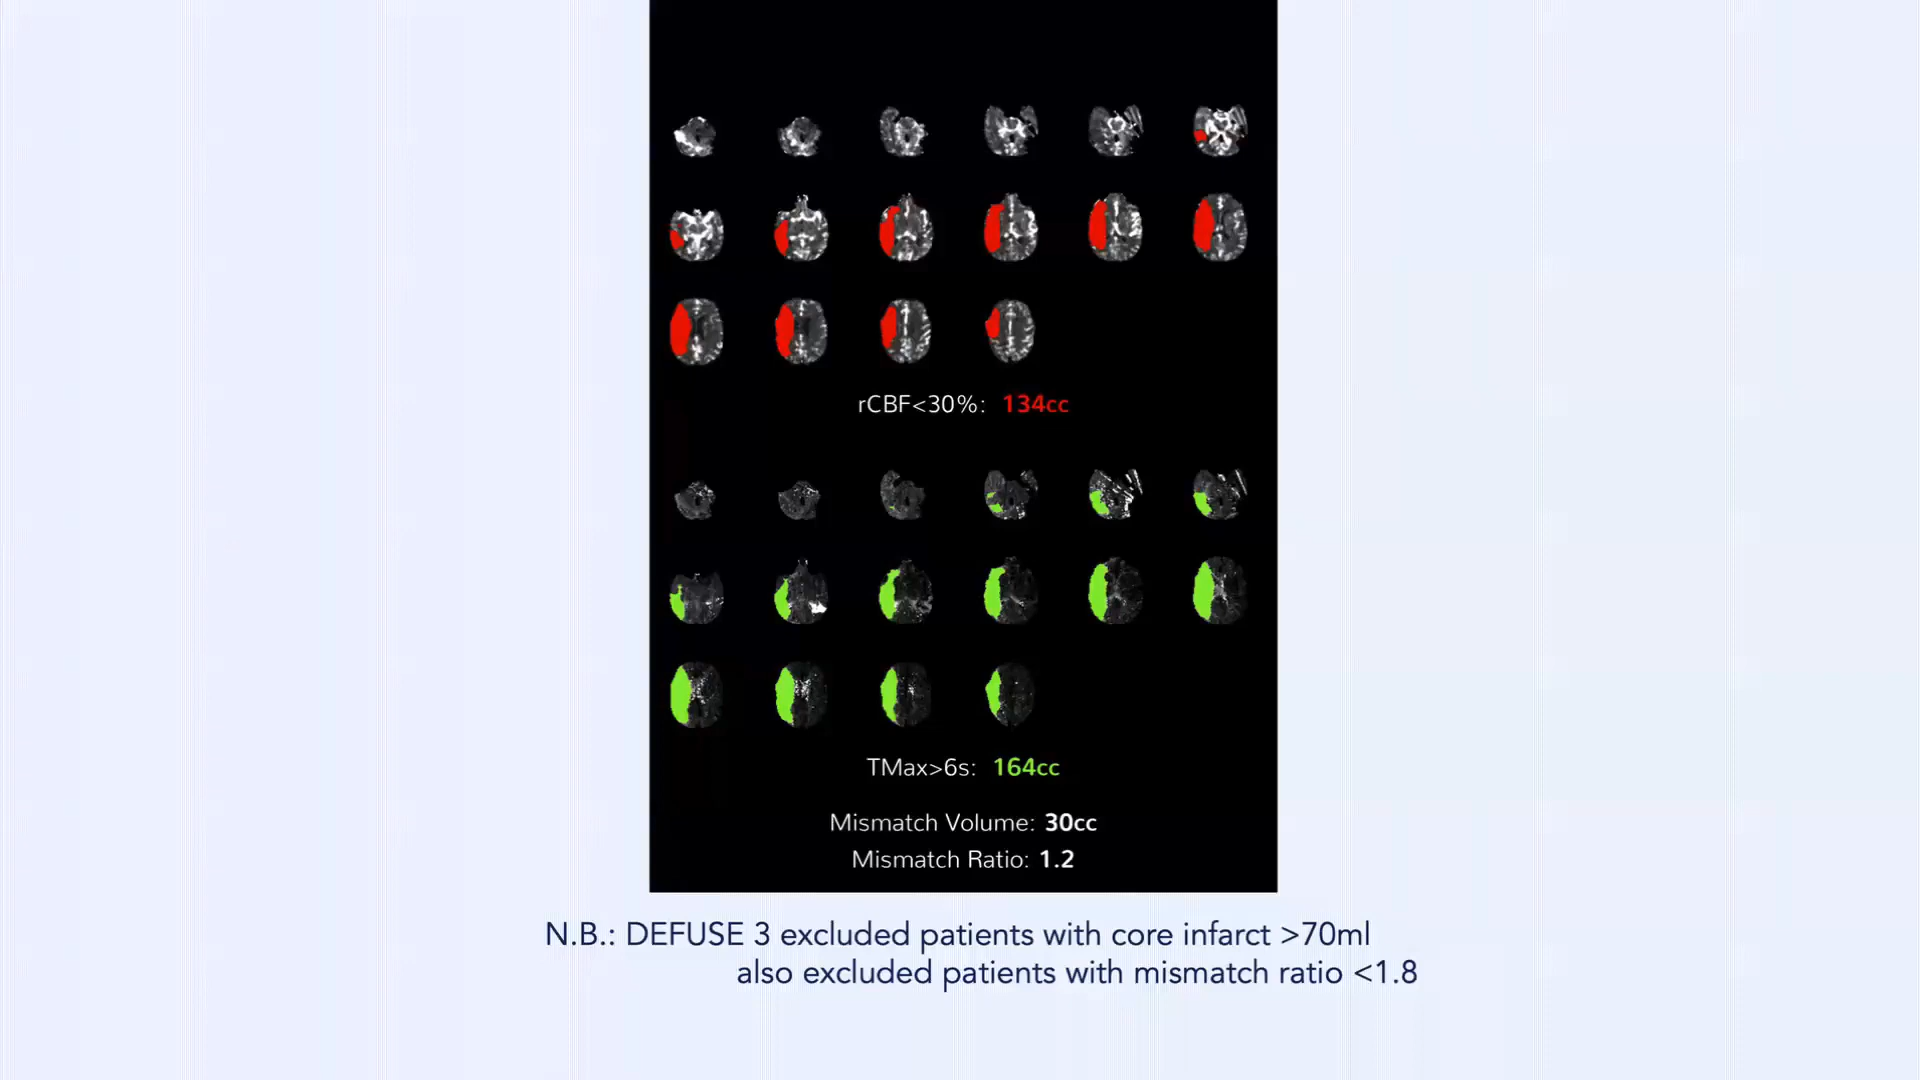 rCBF<30%: 134cc
TMax>6s: 164cc
Mismatch Volume: 30cc
Mismatch Ratio: 1.2
N.B.: DEFUSE 3 excluded patients with core infarct >70ml
also excluded patients with mismatch ratio <1.8